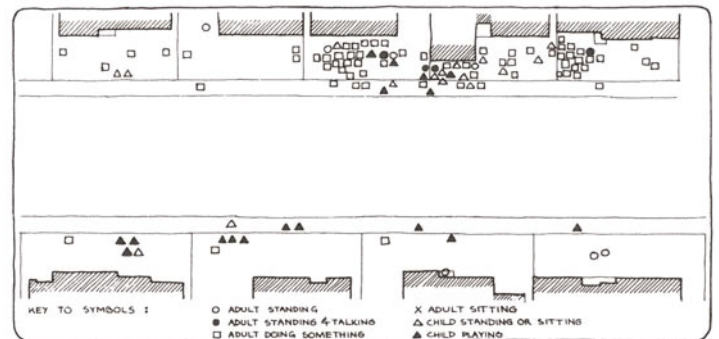 KEY TO SYMBOLS :
ADULT STANDING
ADULT STANDING & TALKING
ADULT DOING SOMETHING
ADULT SITTING
CHILD STANDING OR SITTING
CHILD PLAYING